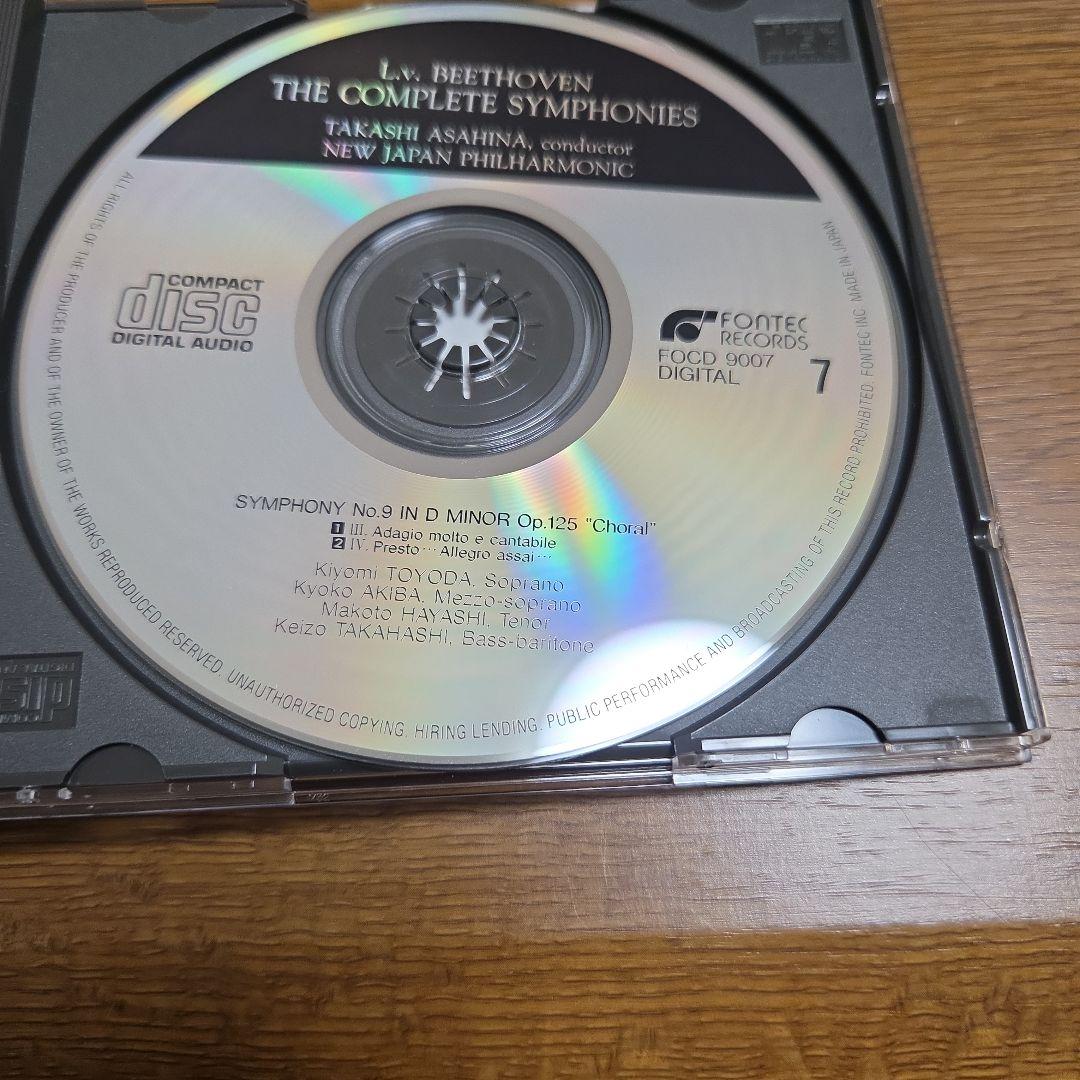 L.v. BEETHOVEN
THE COMPLETE SYMPHONIES
TAKASHI ASAHINA, conductor
NEW JAPAN PHILHARMONIC
COMPACT
disc
DIGITAL AUDIO
FONTEC
RECORDS
FOCD 9007
DIGITAL
7
SYMPHONY No.9 IN D MINOR Op.125 "Choral"
1 III. Adagio molto e cantabile
2 IV. Presto⋯Allegro assai⋯
Kiyomi TOYODA, Soprano
Kyoko AKIBA, Mezzo-soprano
Makoto HAYASHI, Tenor
Keizo TAKAHASHI, Bass-baritone
ALL RIGHTS OF THE PRODUCER AND OF THE OWNER OF THE WORKS REPRODUCED RESERVED. UNAUTHORIZED COPYING. HIRING LENDING. PUBLIC PERFORMANCE AND BROADCASTING OF THIS RECORD PROHIBITED. FONTEC INC. MADE IN JAPAN